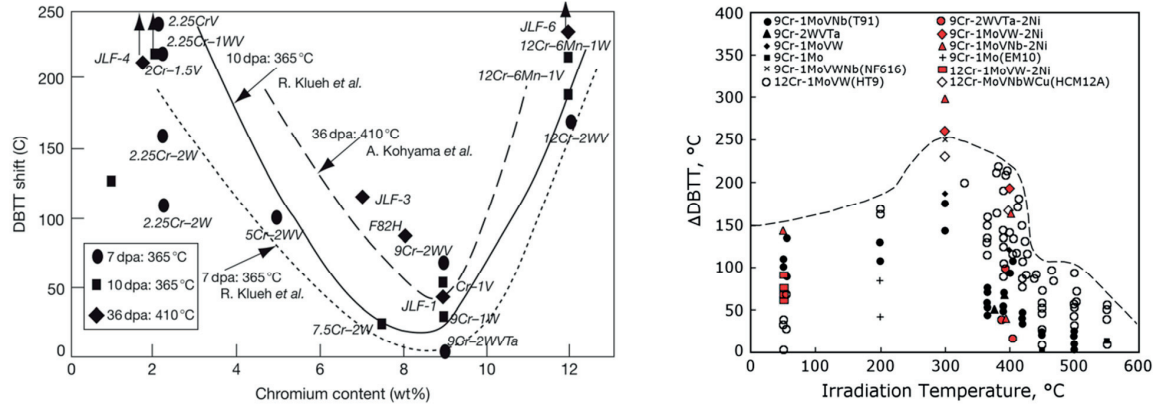 DBTT shift (C)
250
200
150
100
50
0
2.25CrV
2.25Cr–1WV
JLF-4
2Cr–1.5V
10 dpa: 365 °C
R. Klueh et al.
36 dpa: 410 °C
A. Kohyama et al.
JLF-6
12Cr–6Mn–1W
12Cr–6Mn–1V
12Cr–2WV
2.25Cr–2W
2.25Cr–2W
JLF-3
F82H
9Cr–2WV
5Cr–2WV
7 dpa: 365 °C
R. Klueh et al.
Cr–1V
JLF-1
9Cr–1W
7.5Cr–2W
9Cr–2WVTa
7 dpa: 365 °C
10 dpa: 365 °C
36 dpa: 410 °C
0 2 4 6 8 10 12
Chromium content (wt%)
ΔDBTT, °C
400
350
300
250
200
150
100
50
0
9Cr-1MoVNb(T91)
9Cr-2WVTa
9Cr-1MoVW
9Cr-1Mo
9Cr-1MoVWNb(NF616)
12Cr-1MoVW(HT9)
9Cr-2WVTa-2Ni
9Cr-1MoVW-2Ni
9Cr-1MoVNb-2Ni
9Cr-1Mo(EM10)
12Cr-1MoVW-2Ni
12Cr-MoVNbWCu(HCM12A)
0 100 200 300 400 500 600
Irradiation Temperature, °C